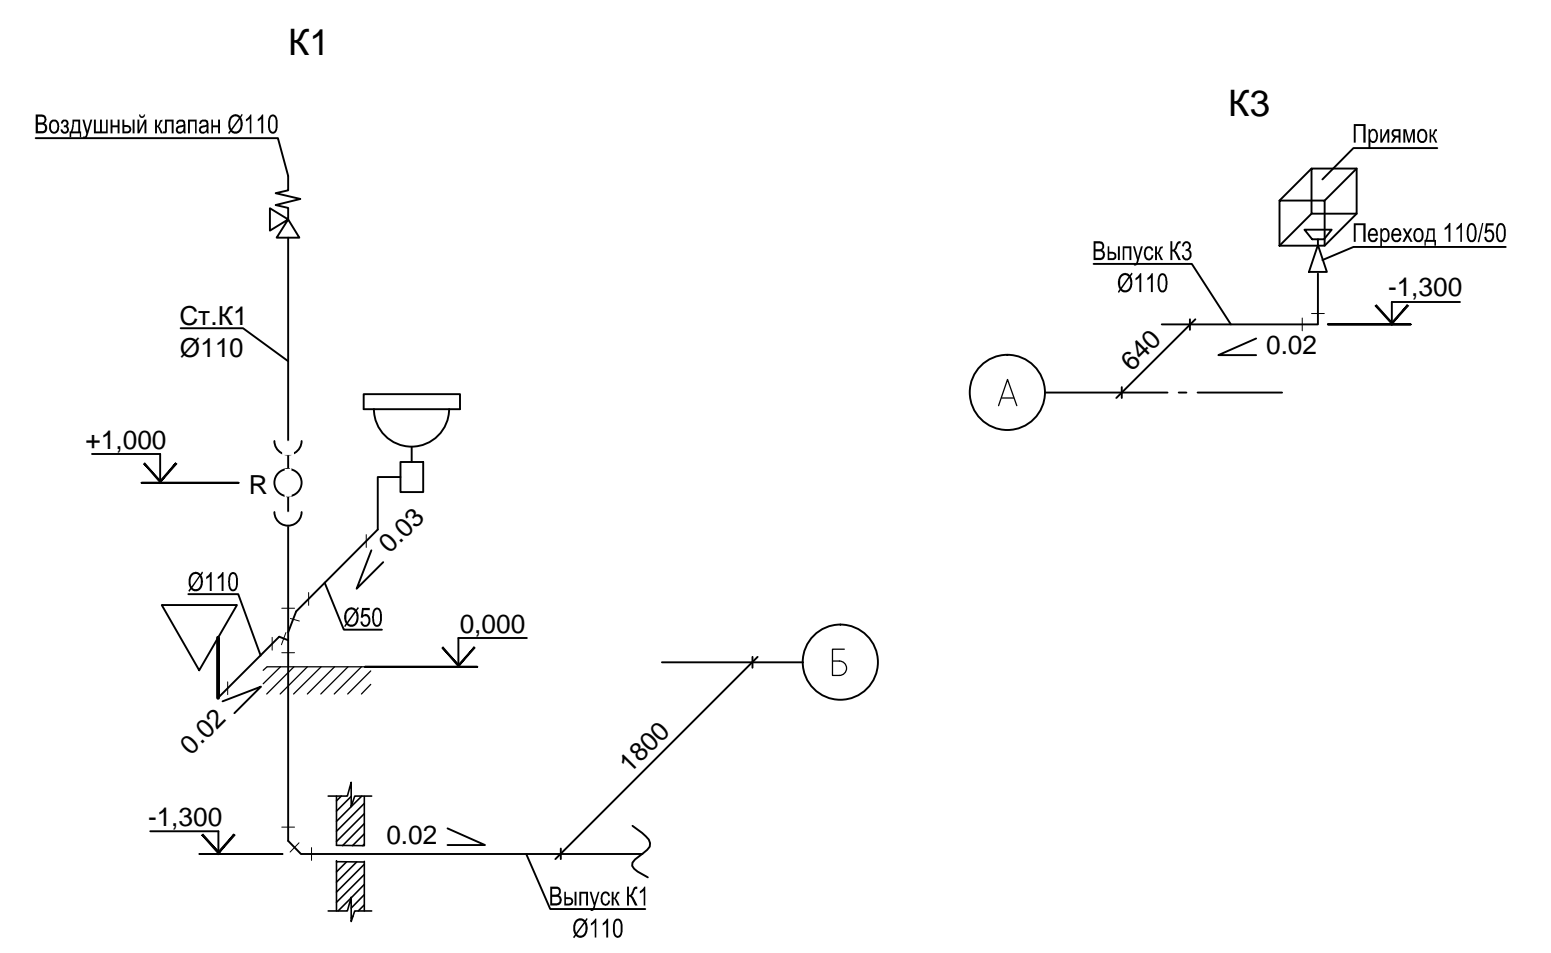 К1
Воздушный клапан Ø110
Ст.К1
Ø110
+1,000
R
0.03
Ø110
Ø50
0,000
0.02
-1,300
0.02
1800
Б
Выпуск К1
Ø110
К3
Приямок
Переход 110/50
Выпуск К3
Ø110
-1,300
0.02
640
А